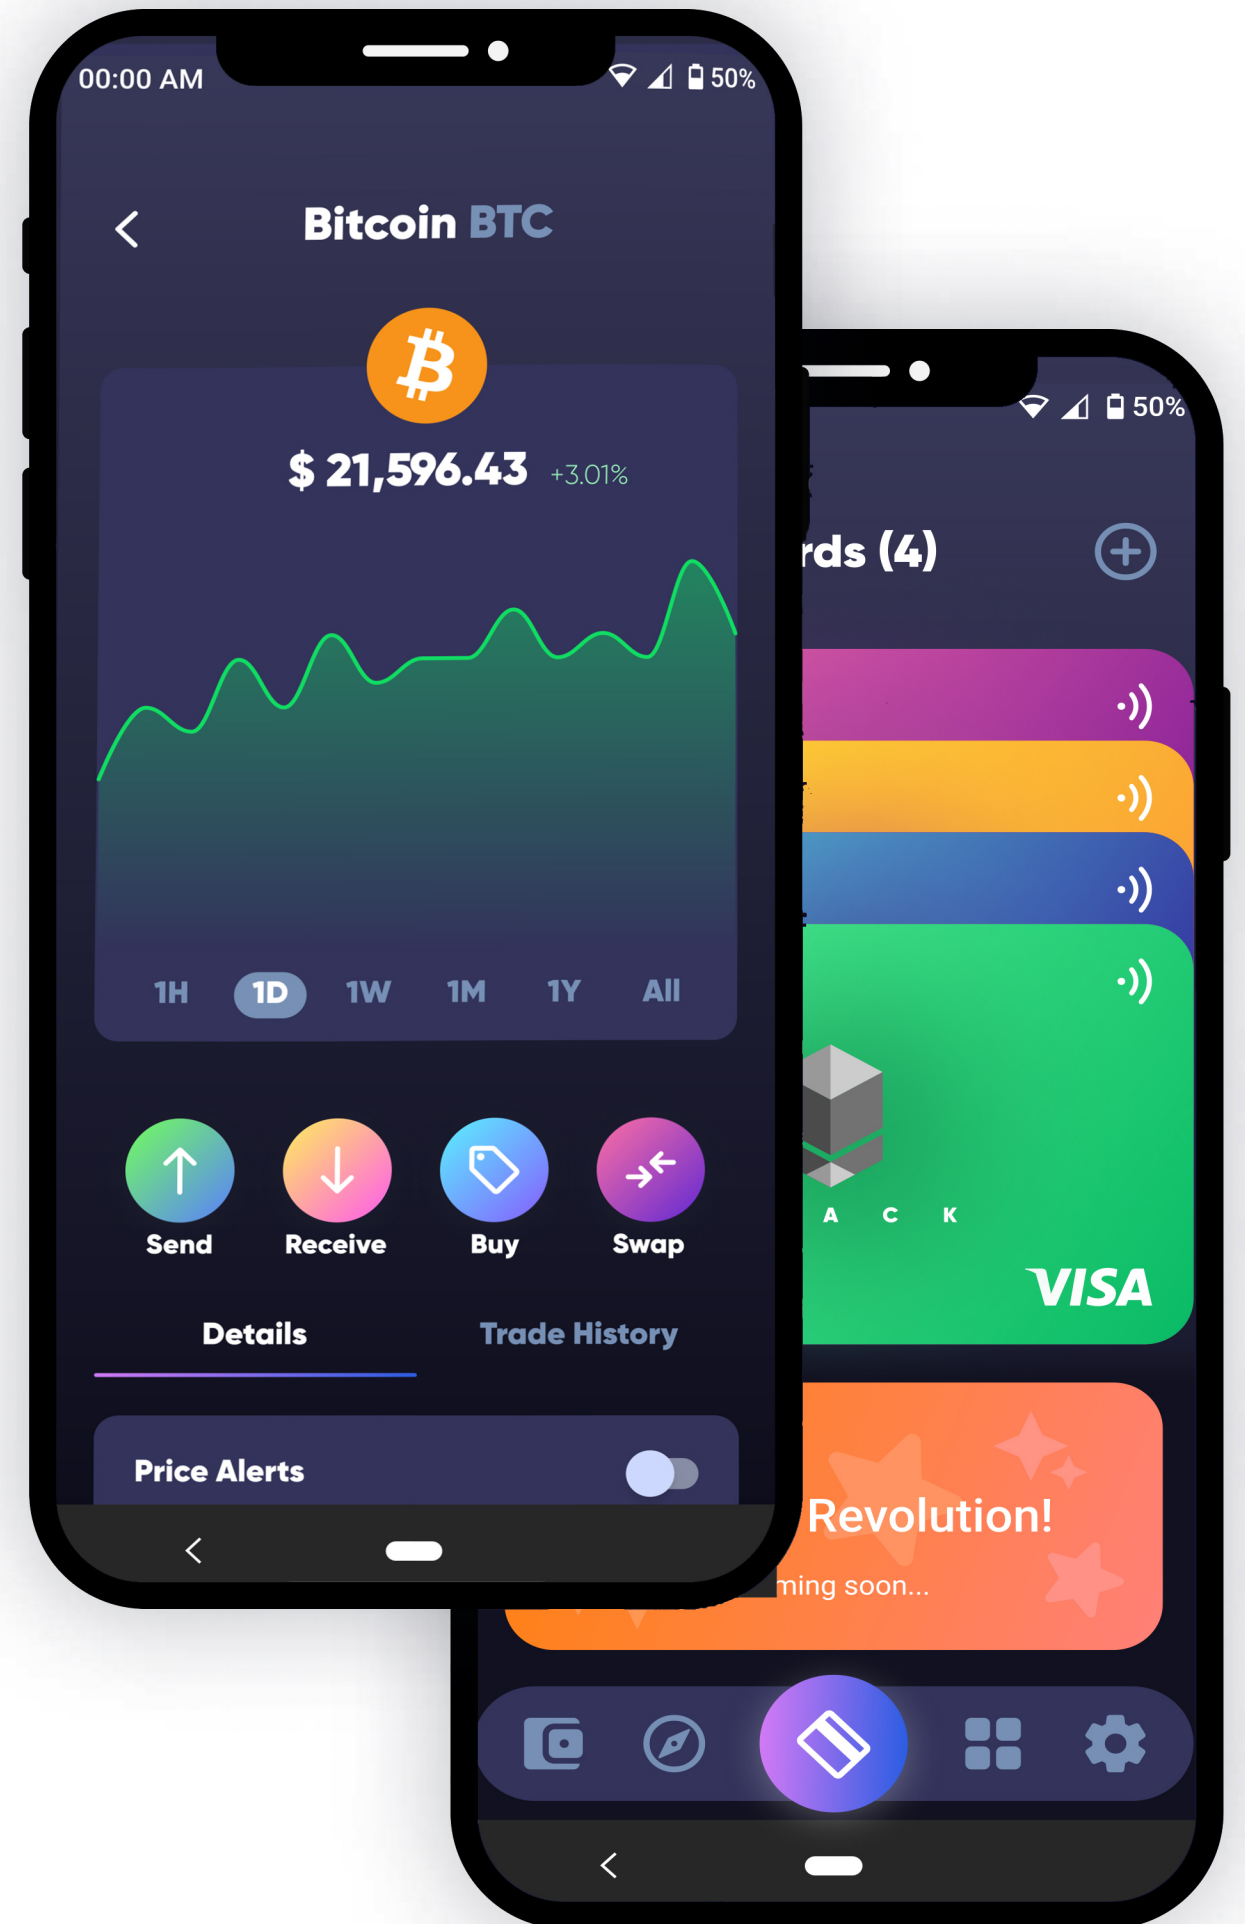 00:00 AM
50%
Bitcoin BTC
$ 21,596.43 +3.01%
1H 1D 1W 1M 1Y All
Send Receive Buy Swap
Details Trade History
Price Alerts
50%
rds (4)
A C K
VISA
Revolution!
ming soon...